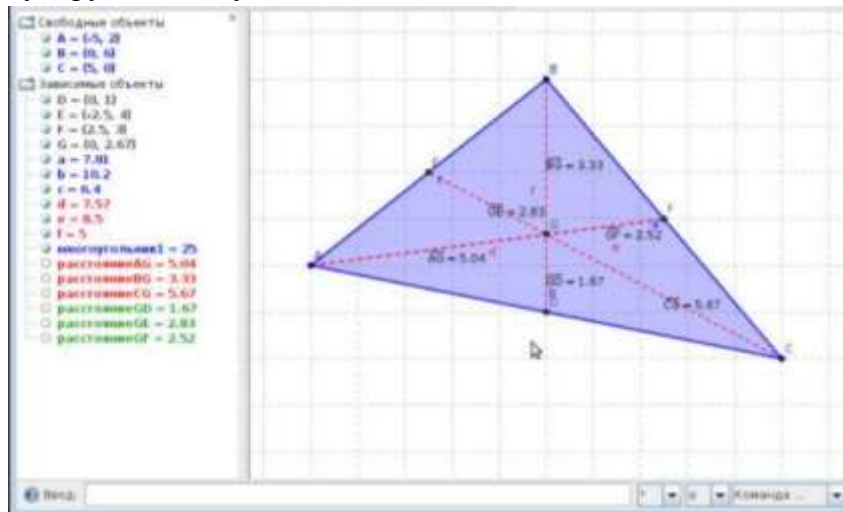 Свободные объекты
A = (-5, 2)
B = (0, 6)
C = (5, 0)
Зависимые объекты
D = (0, 1)
E = (-2.5, 4)
F = (2.5, 3)
G = (0, 2.67)
a = 7.81
b = 10.2
c = 6.4
d = 7.57
e = 8.5
f = 5
многоугольник1 = 25
расстояниеAG = 5.04
расстояниеBG = 3.33
расстояниеCG = 5.67
расстояниеGD = 1.67
расстояниеGE = 2.83
расстояниеGF = 2.52
B
BG = 3.33
E
c
f
GE = 2.83
F
G
GF = 2.52
e
A
AG = 5.04
d
GD = 1.67
D
CG = 5.67
C
Ввод:
Команда ...